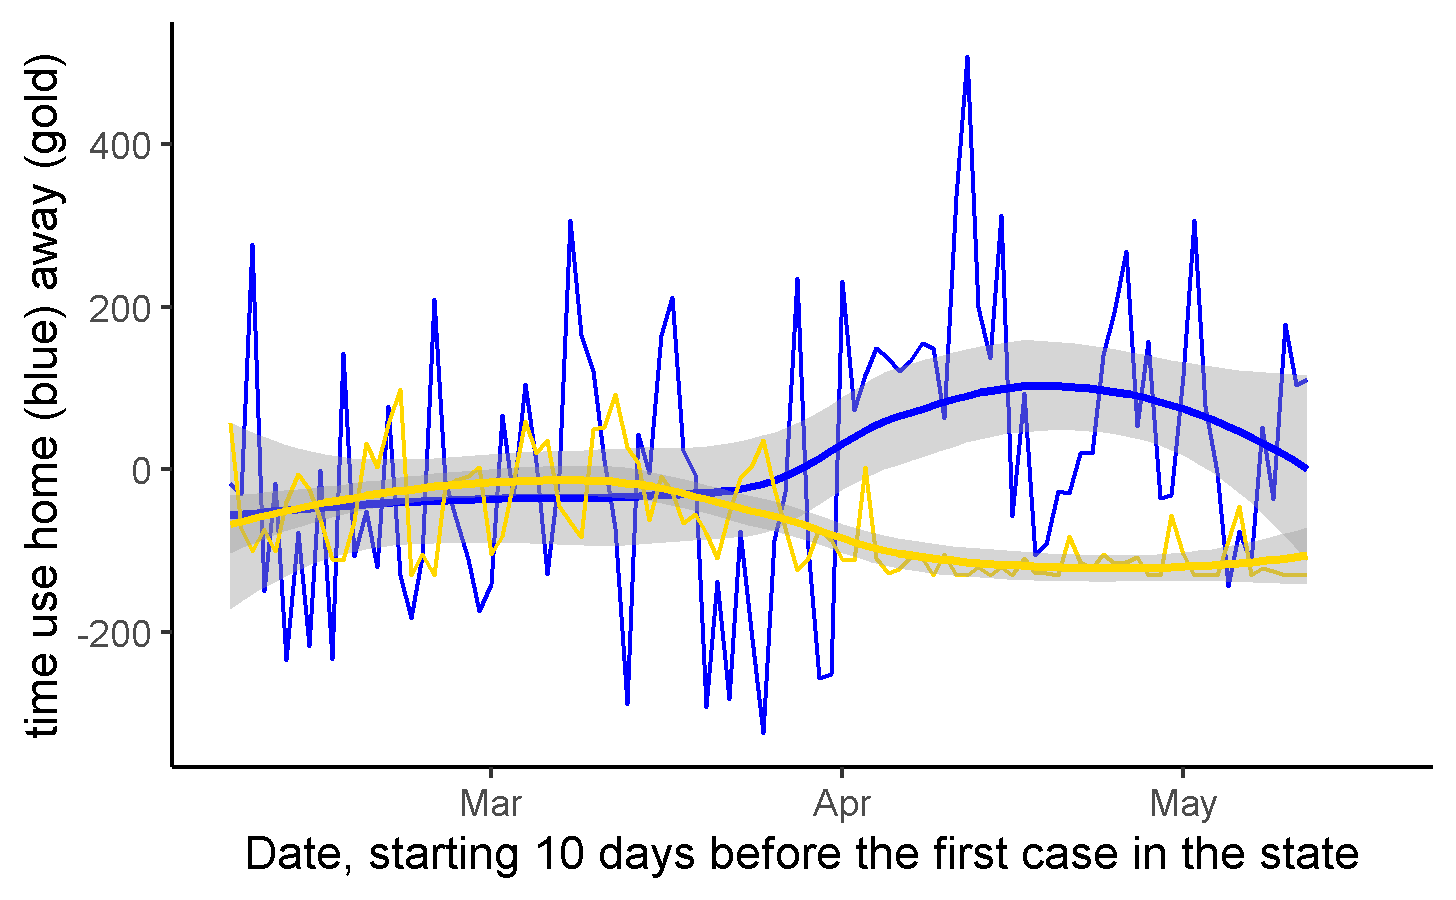 time use home (blue) away (gold)
400
200
0
-200
Mar Apr May
Date, starting 10 days before the first case in the state